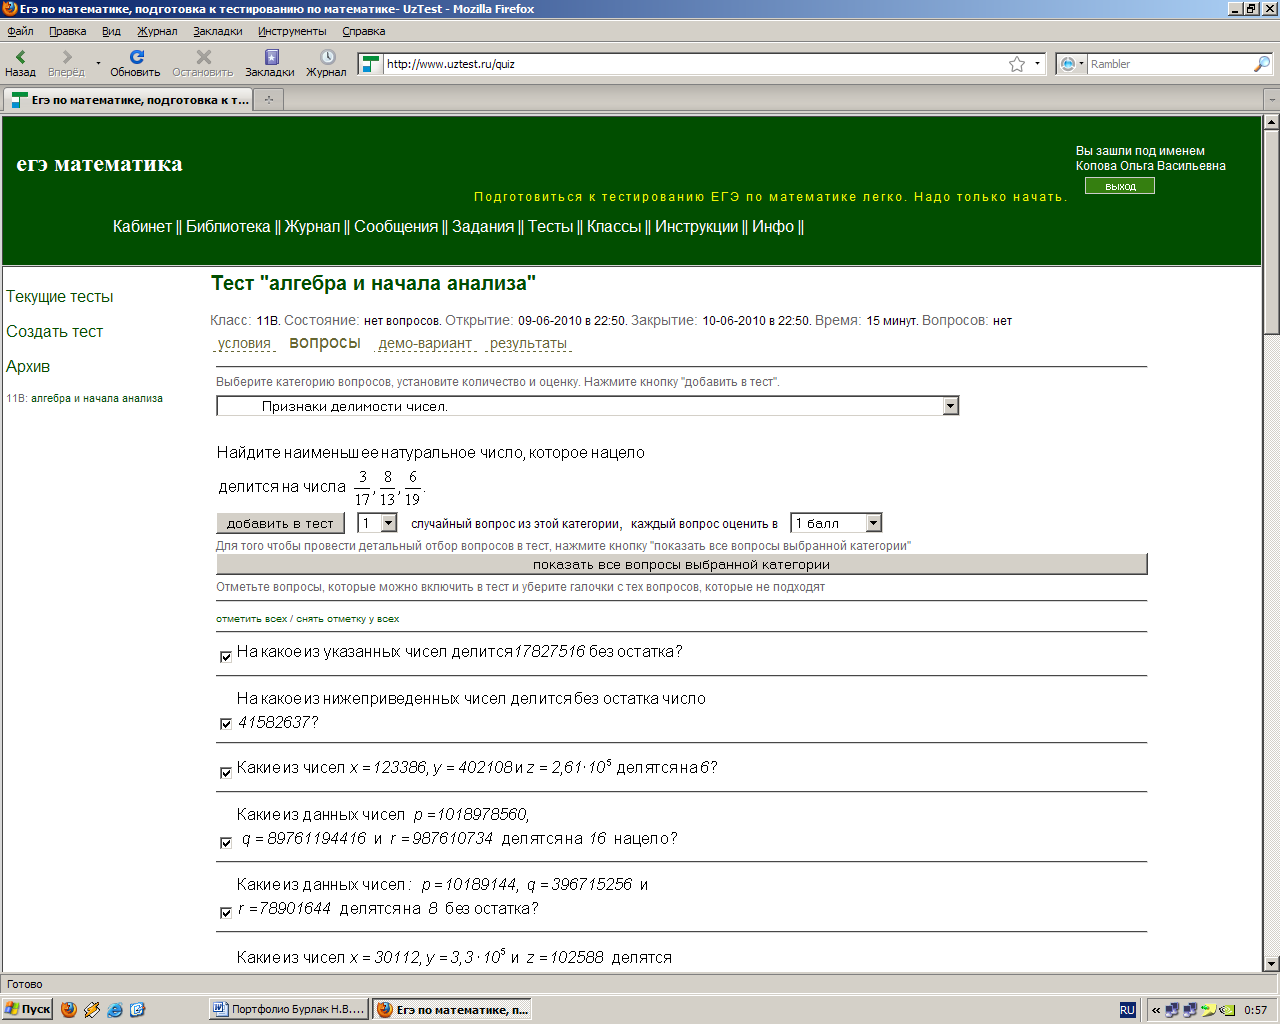 Егэ по математике, подготовка к тестированию по математике- UzTest - Mozilla Firefox
Файл Правка Вид Журнал Закладки Инструменты Справка
Назад Вперёд Обновить Остановить Закладки Журнал http://www.uztest.ru/quiz Rambler
Егэ по математике, подготовка к т...
Вы зашли под именем
егэ математика
Копова Ольга Васильевна
выход
Подготовиться к тестированию ЕГЭ по математике легко. Надо только начать.
Кабинет || Библиотека || Журнал || Сообщения || Задания || Тесты || Классы || Инструкции || Инфо ||
Текущие тесты
Создать тест
Архив
11В: алгебра и начала анализа
Тест "алгебра и начала анализа"
Класс: 11В. Состояние: нет вопросов. Открытие: 09-06-2010 в 22:50. Закрытие: 10-06-2010 в 22:50. Время: 15 минут. Вопросов: нет
условия вопросы демо-вариант результаты
Выберите категорию вопросов, установите количество и оценку. Нажмите кнопку "добавить в тест".
Признаки делимости чисел.
Найдите наименьшее натуральное число, которое нацело
делится на числа 3/17, 8/13, 6/19.
добавить в тест 1 случайный вопрос из этой категории, каждый вопрос оценить в 1 балл
Для того чтобы провести детальный отбор вопросов в тест, нажмите кнопку "показать все вопросы выбранной категории"
показать все вопросы выбранной категории
Отметьте вопросы, которые можно включить в тест и уберите галочки с тех вопросов, которые не подходят
отметить всех / снять отметку у всех
На какое из указанных чисел делится 17827516 без остатка?
На какое из нижеприведенных чисел делится без остатка число
41582637?
Какие из чисел x = 123386, y = 402108 и z = 2,61·10⁵ делятся на 6?
Какие из данных чисел p = 1018978560,
q = 89761194416 и r = 987610734 делятся на 16 нацело?
Какие из данных чисел: p = 10189144, q = 396715256 и
r = 78901644 делятся на 8 без остатка?
Какие из чисел x = 30112, y = 3,3·10⁵ и z = 102588 делятся
Готово
Пуск Портфолио Бурлак Н.В.... Егэ по математике, п... RU « 0:57